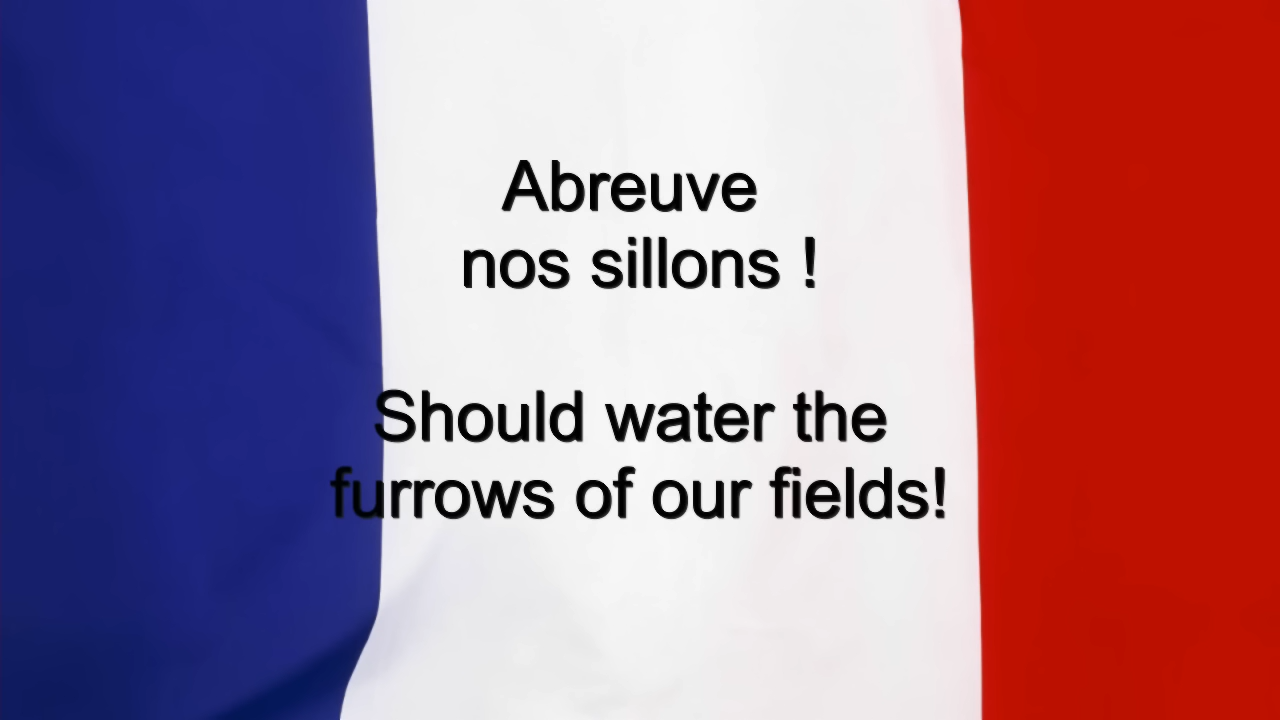 Abreuve
nos sillons !
Should water the
furrows of our fields!